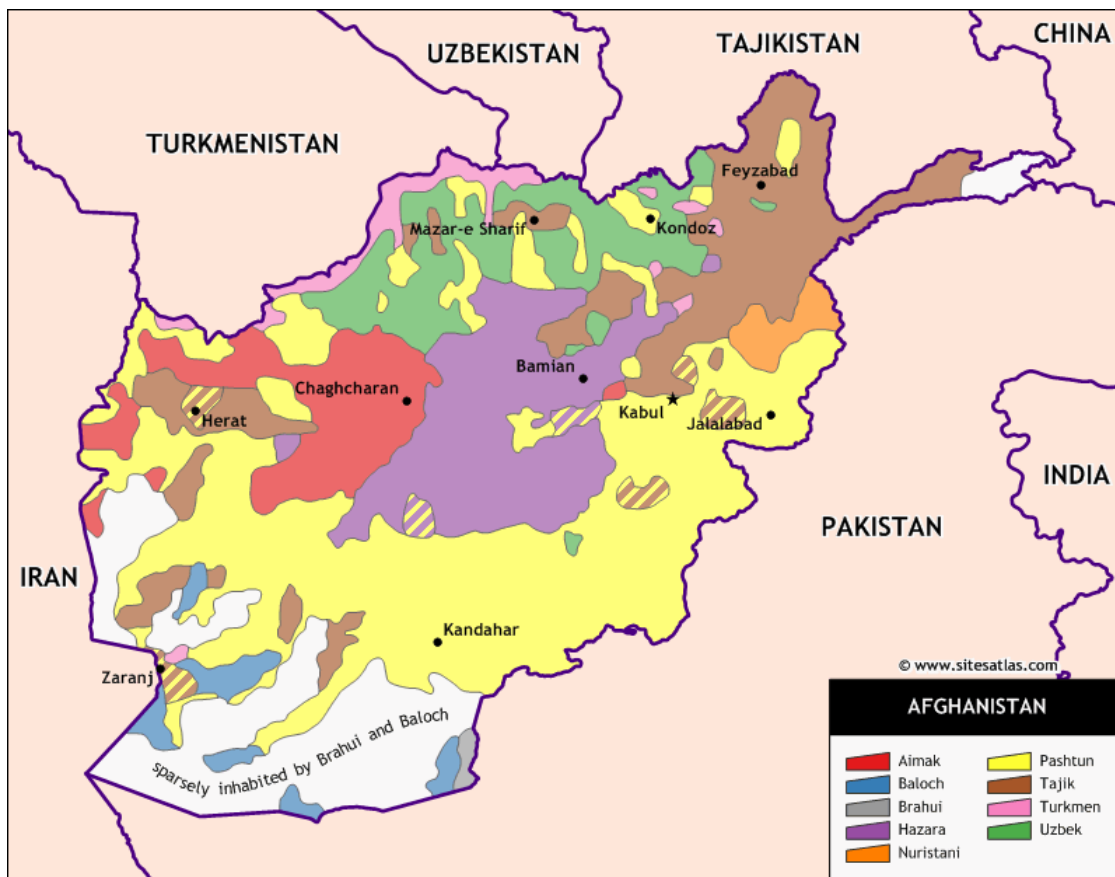 CHINA
TAJIKISTAN
UZBEKISTAN
TURKMENISTAN
Feyzabad
Mazar-e Sharif
Kondoz
Bamian
Chaghcharan
Herat
Kabul
Jalalabad
INDIA
PAKISTAN
IRAN
Kandahar
Zaranj
sparsely inhabited by Brahui and Baloch
© www.sitesatlas.com
AFGHANISTAN
Aimak
Baloch
Brahui
Hazara
Nuristani
Pashtun
Tajik
Turkmen
Uzbek